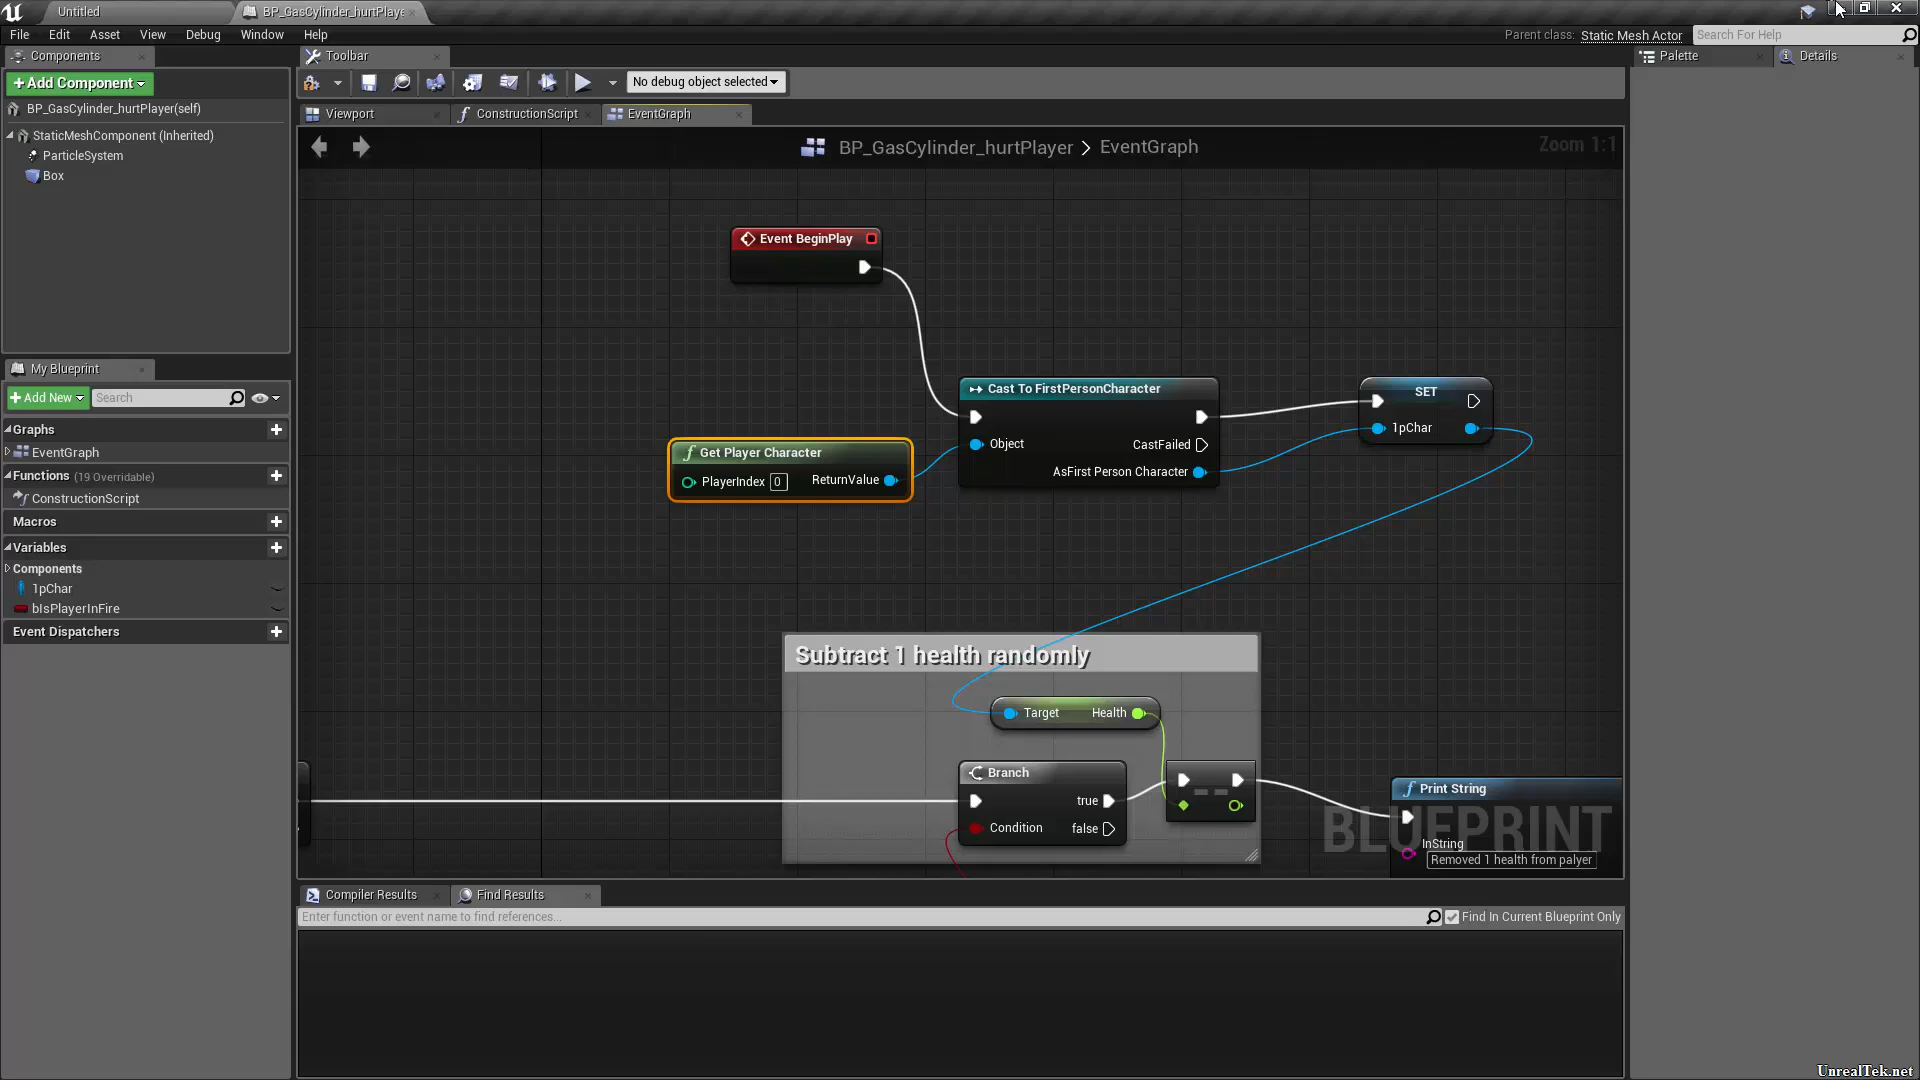 Untitled
BP_GasCylinder_hurtPlaye
File Edit Asset View Debug Window Help
Parent class: Static Mesh Actor
Search For Help
Components
Toolbar
Palette
Details
+Add Component
No debug object selected
BP_GasCylinder_hurtPlayer(self)
Viewport
ConstructionScript
EventGraph
StaticMeshComponent (Inherited)
ParticleSystem
Box
BP_GasCylinder_hurtPlayer > EventGraph
Zoom 1:1
Event BeginPlay
Cast To FirstPersonCharacter
Object
CastFailed
AsFirst Person Character
SET
1pChar
Get Player Character
PlayerIndex 0
ReturnValue
My Blueprint
+Add New
Search
Graphs
EventGraph
Functions (19 Overridable)
ConstructionScript
Macros
Variables
Components
1pChar
bIsPlayerInFire
Event Dispatchers
Subtract 1 health randomly
Target Health
Branch
true
Condition false
--
Print String
InString
Removed 1 health from palyer
BLUEPRINT
Compiler Results
Find Results
Enter function or event name to find references...
Find In Current Blueprint Only
UnrealTek.net